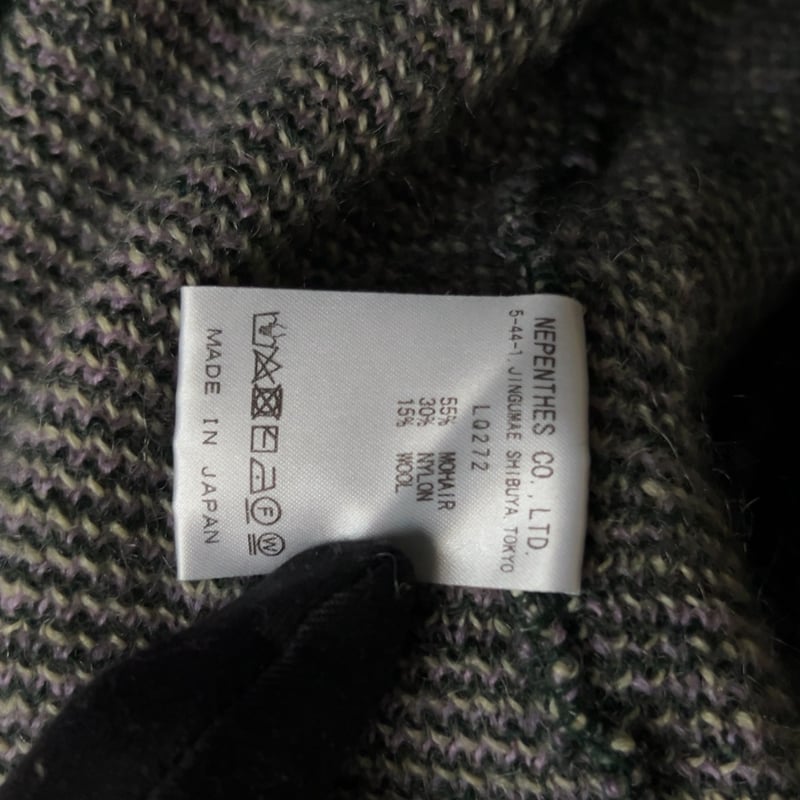 NEPENTHES CO.,LTD.
5-44-1, JINGUMAE SHIBUYA, TOKYO
LQ272
55% MOHAIR
30% NYLON
15% WOOL
F
W
MADE IN JAPAN